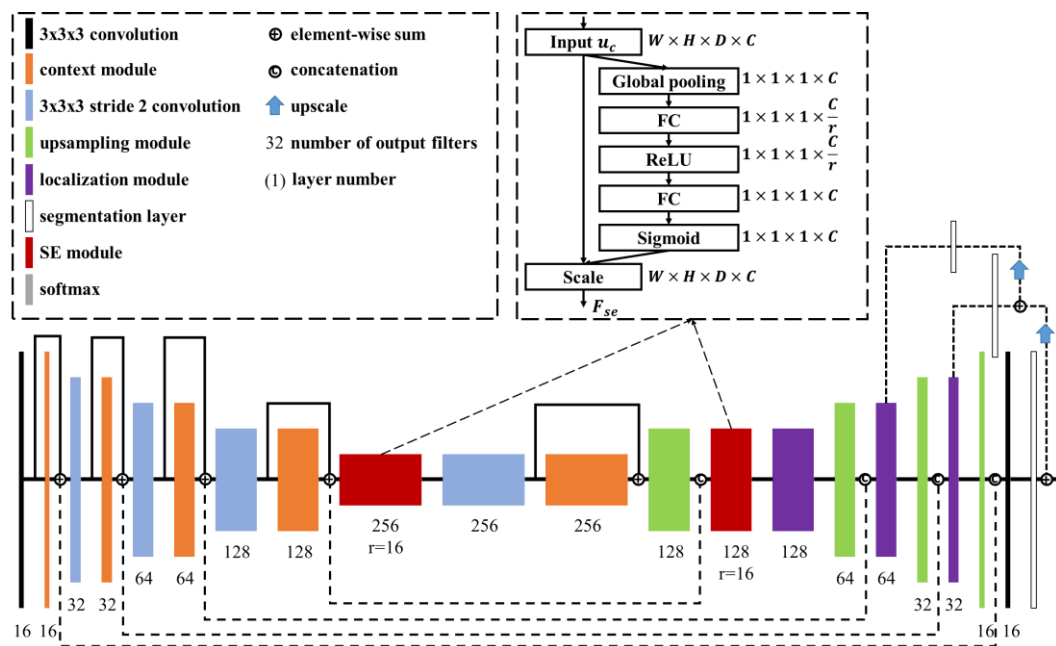 3x3x3 convolution
context module
3x3x3 stride 2 convolution
upsampling module
localization module
segmentation layer
SE module
softmax
⊕ element-wise sum
© concatenation
upscale
32 number of output filters
(1) layer number
Input u_c W × H × D × C
Global pooling 1 × 1 × 1 × C
FC 1 × 1 × 1 × C/r
ReLU 1 × 1 × 1 × C/r
FC 1 × 1 × 1 × C
Sigmoid 1 × 1 × 1 × C
Scale W × H × D × C
F_se
16
16
32
32
64
64
128
128
256
r=16
256
256
128
128
r=16
128
64
64
32
32
16
16